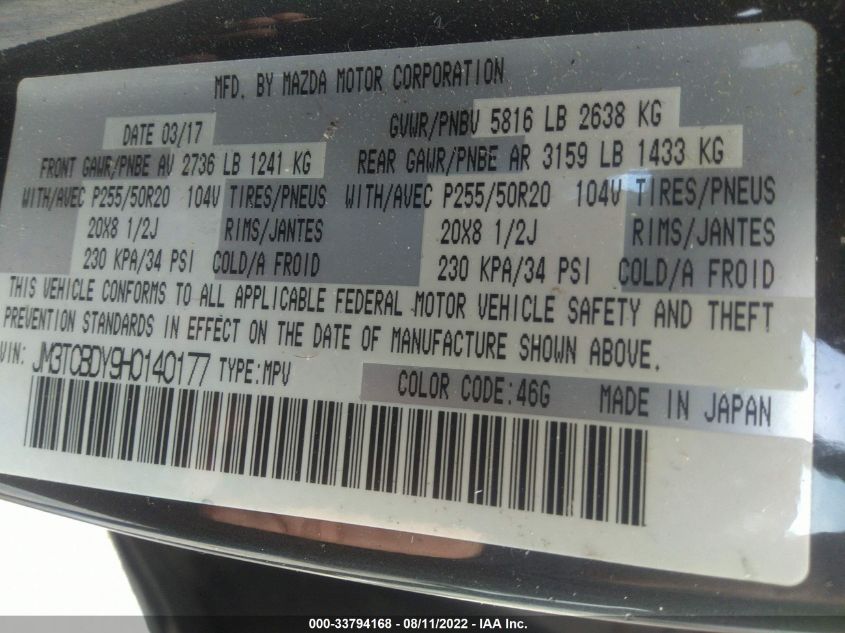 MFD. BY MAZDA MOTOR CORPORATION
DATE 03/17 GVWR/PNBV 5816 LB 2638 KG
FRONT GAWR/PNBE AV 2736 LB 1241 KG REAR GAWR/PNBE AR 3159 LB 1433 KG
WITH/AVEC P255/50R20 104V TIRES/PNEUS WITH/AVEC P255/50R20 104V TIRES/PNEUS
20X8 1/2J RIMS/JANTES 20X8 1/2J RIMS/JANTES
230 KPA/34 PSI COLD/A FROID 230 KPA/34 PSI COLD/A FROID
THIS VEHICLE CONFORMS TO ALL APPLICABLE FEDERAL MOTOR VEHICLE SAFETY AND THEFT
PREVENTION STANDARDS IN EFFECT ON THE DATE OF MANUFACTURE SHOWN ABOVE.
VIN: JM3TCBDY9H0140177 TYPE:MPV COLOR CODE:46G MADE IN JAPAN
000-33794168 - 08/11/2022 - IAA Inc.